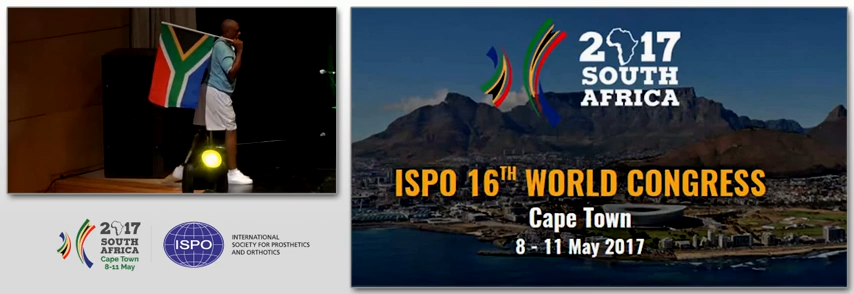 2017
SOUTH
AFRICA
Cape Town
8-11 May
ISPO
INTERNATIONAL
SOCIETY FOR PROSTHETICS
AND ORTHOTICS
2017
SOUTH
AFRICA
ISPO 16TH WORLD CONGRESS
Cape Town
8 - 11 May 2017